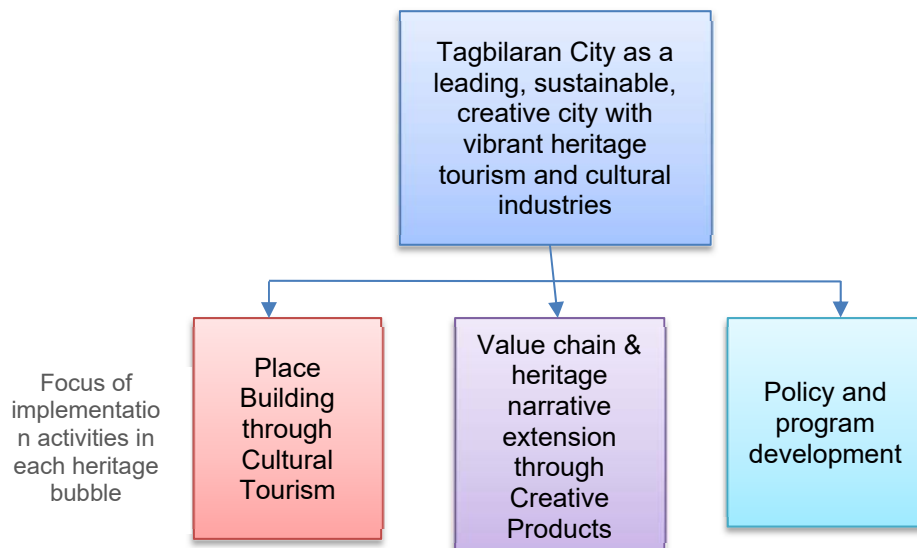 Tagbilaran City as a
leading, sustainable,
creative city with
vibrant heritage
tourism and cultural
industries
Focus of
implementatio
n activities in
each heritage
bubble
Place
Building
through
Cultural
Tourism
Value chain &
heritage
narrative
extension
through
Creative
Products
Policy and
program
development